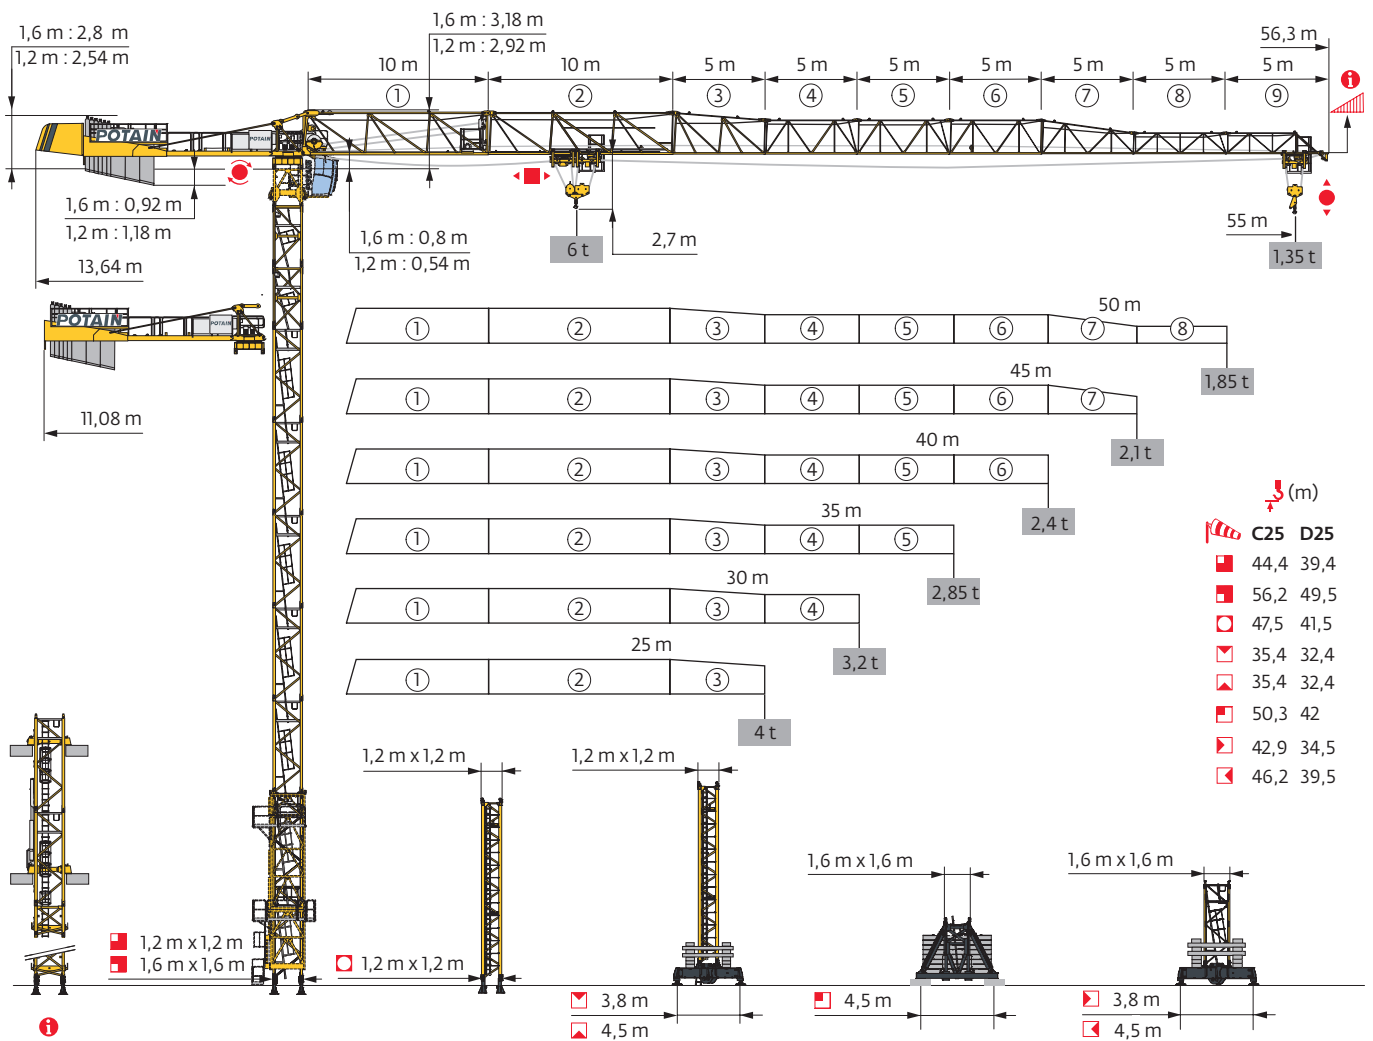 1,6 m : 2,8 m
1,2 m : 2,54 m
1,6 m : 3,18 m
1,2 m : 2,92 m
56,3 m
10 m 10 m 5 m 5 m 5 m 5 m 5 m 5 m 5 m
1 2 3 4 5 6 7 8 9
i
POTAIN
POTAIN
1,6 m : 0,92 m
1,2 m : 1,18 m
13,64 m
1,6 m : 0,8 m
1,2 m : 0,54 m
6 t
2,7 m
55 m
1,35 t
POTAIN
POTAIN
11,08 m
50 m
1 2 3 4 5 6 7 8
1,85 t
45 m
1 2 3 4 5 6 7
2,1 t
40 m
1 2 3 4 5 6
2,4 t
35 m
1 2 3 4 5
2,85 t
30 m
1 2 3 4
3,2 t
25 m
1 2 3
4 t
(m)
C25 D25
44,4 39,4
56,2 49,5
47,5 41,5
35,4 32,4
35,4 32,4
50,3 42
42,9 34,5
46,2 39,5
1,2 m x 1,2 m
1,2 m x 1,2 m
1,6 m x 1,6 m
1,6 m x 1,6 m
1,2 m x 1,2 m
1,6 m x 1,6 m
1,2 m x 1,2 m
3,8 m
4,5 m
4,5 m
3,8 m
4,5 m
i